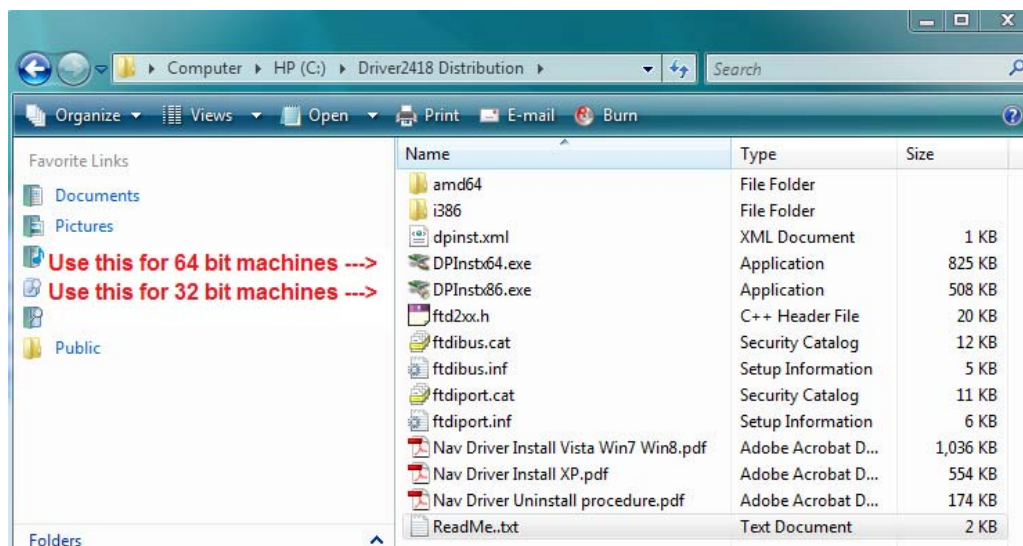 Computer HP (C:) Driver2418 Distribution Search
Organize Views Open Print E-mail Burn
Favorite Links
Documents
Pictures
Use this for 64 bit machines --->
Use this for 32 bit machines --->
Public
Folders
Name Type Size
amd64 File Folder
i386 File Folder
dpinst.xml XML Document 1 KB
DPInstx64.exe Application 825 KB
DPInstx86.exe Application 508 KB
ftd2xx.h C++ Header File 20 KB
ftdibus.cat Security Catalog 12 KB
ftdibus.inf Setup Information 5 KB
ftdiport.cat Security Catalog 11 KB
ftdiport.inf Setup Information 6 KB
Nav Driver Install Vista Win7 Win8.pdf Adobe Acrobat D... 1,036 KB
Nav Driver Install XP.pdf Adobe Acrobat D... 554 KB
Nav Driver Uninstall procedure.pdf Adobe Acrobat D... 174 KB
ReadMe..txt Text Document 2 KB